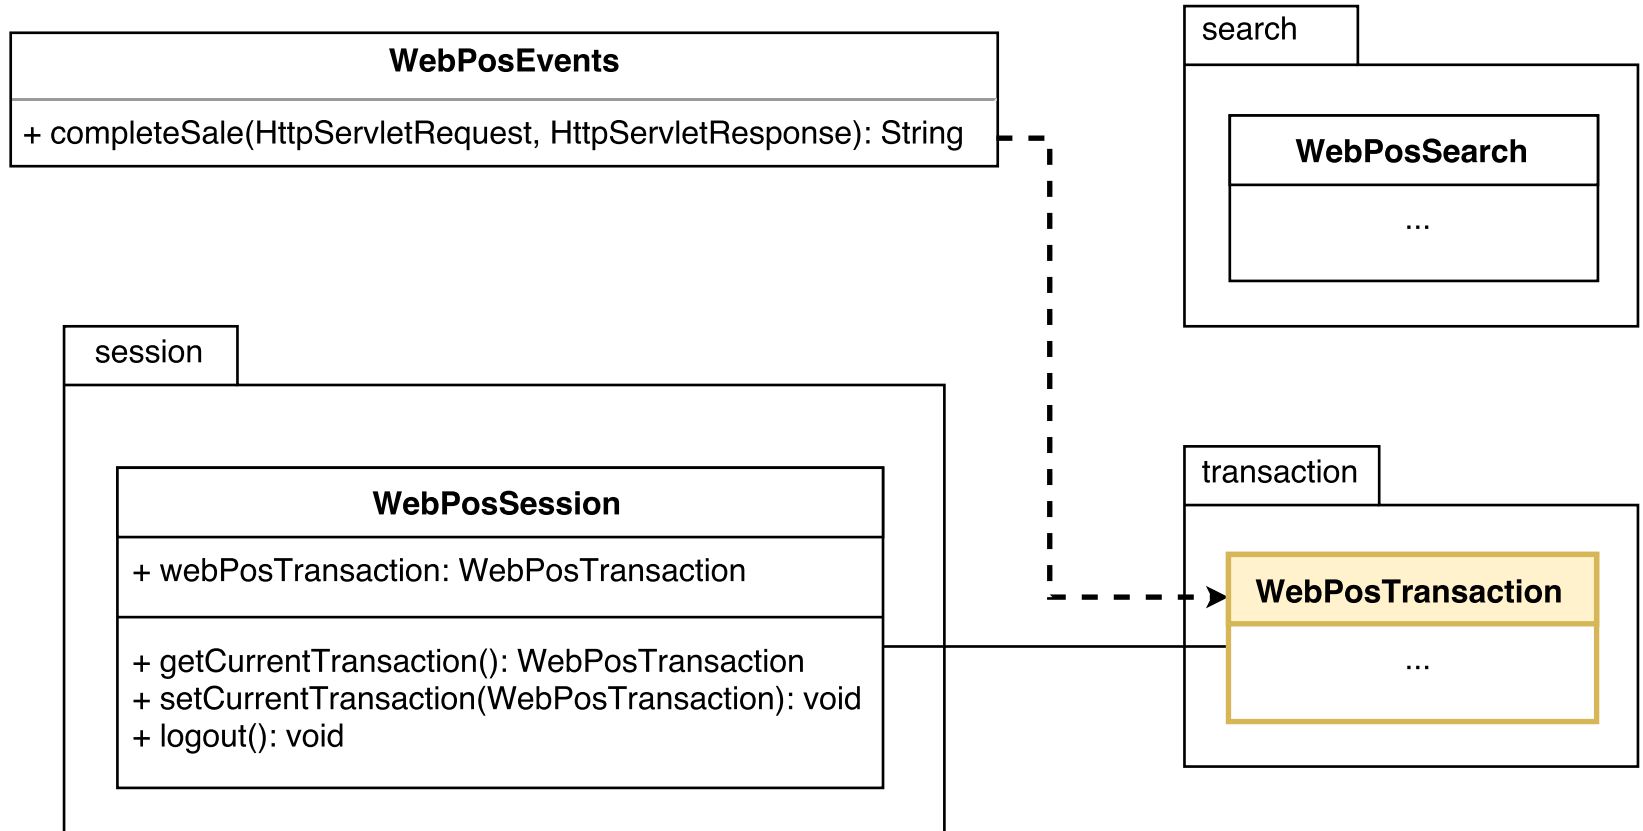 WebPosEvents
+ completeSale(HttpServletRequest, HttpServletResponse): String
search
WebPosSearch
...
session
WebPosSession
+ webPosTransaction: WebPosTransaction
+ getCurrentTransaction(): WebPosTransaction
+ setCurrentTransaction(WebPosTransaction): void
+ logout(): void
transaction
WebPosTransaction
...